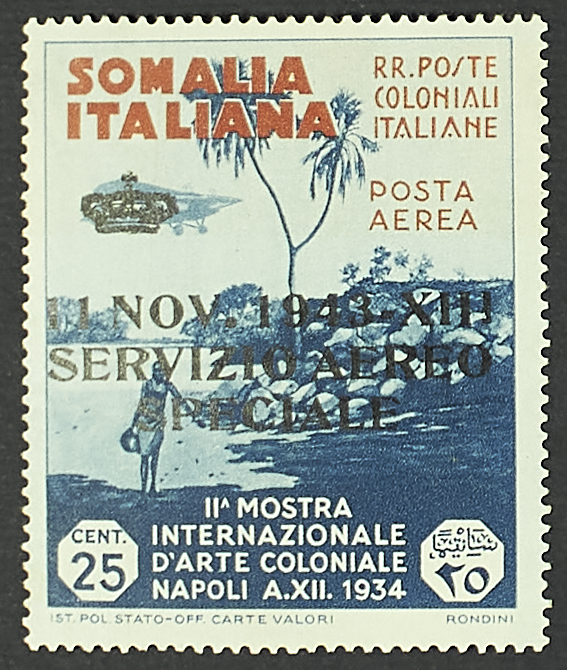 SOMALIA
ITALIANA
RR. POSTE
COLONIALI
ITALIANE
POSTA
AEREA
11 NOV. 1943-XIII
SERVIZIO AEREO
SPECIALE
IIA MOSTRA
INTERNAZIONALE
D'ARTE COLONIALE
NAPOLI A.XII. 1934
CENT.
25
٢٥
IST. POL STATO-OFF. CARTE VALORI
RONDINI